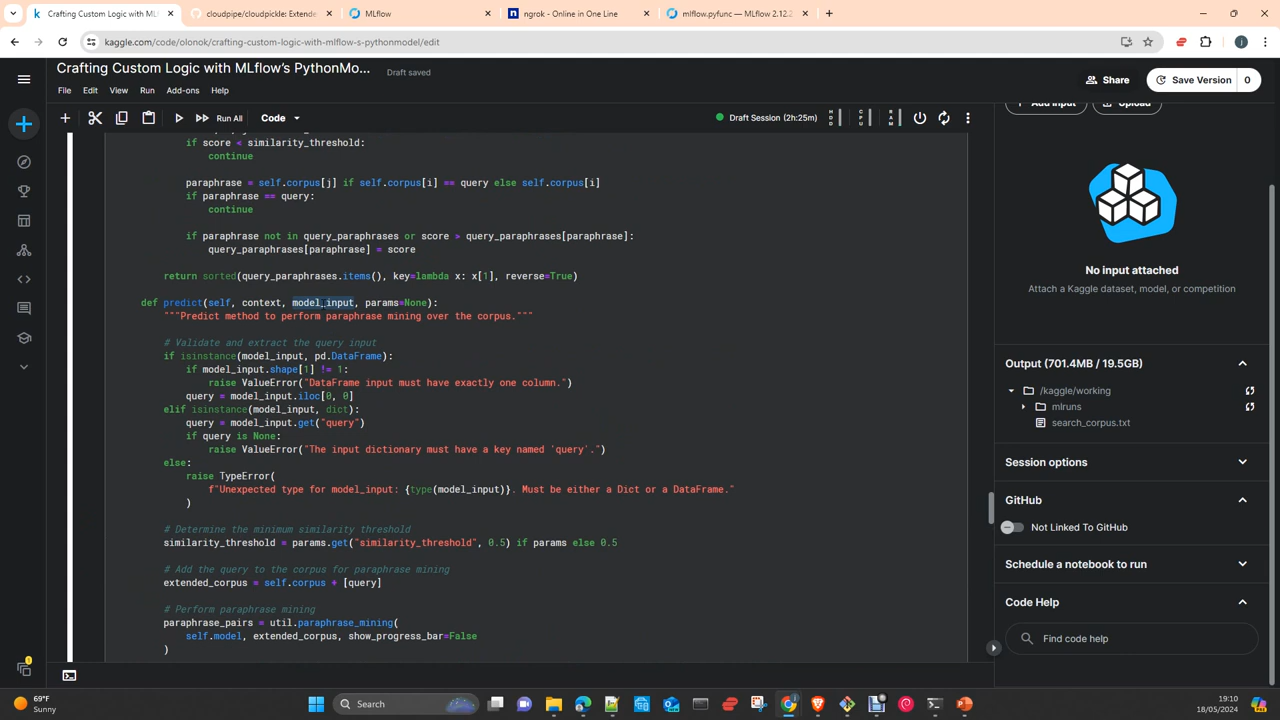 Crafting Custom Logic with ML
cloudpipe/cloudpickle: Extende
MLflow
ngrok - Online in One Line
mlflow.pyfunc — MLflow 2.12.2
kaggle.com/code/olonok/crafting-custom-logic-with-mlflow-s-pythonmodel/edit
Crafting Custom Logic with MLflow's PythonMo... Draft saved
Share
Save Version 0
File Edit View Run Add-ons Help
Run All Code
Draft Session (2h:25m)
HDD CPU RAM
if score < similarity_threshold:
continue
paraphrase = self.corpus[j] if self.corpus[i] == query else self.corpus[i]
if paraphrase == query:
continue
if paraphrase not in query_paraphrases or score > query_paraphrases[paraphrase]:
query_paraphrases[paraphrase] = score
return sorted(query_paraphrases.items(), key=lambda x: x[1], reverse=True)
def predict(self, context, model_input, params=None):
"""Predict method to perform paraphrase mining over the corpus."""
# Validate and extract the query input
if isinstance(model_input, pd.DataFrame):
if model_input.shape[1] != 1:
raise ValueError("DataFrame input must have exactly one column.")
query = model_input.iloc[0, 0]
elif isinstance(model_input, dict):
query = model_input.get("query")
if query is None:
raise ValueError("The input dictionary must have a key named 'query'.")
else:
raise TypeError(
f"Unexpected type for model_input: {type(model_input)}. Must be either a Dict or a DataFrame."
)
# Determine the minimum similarity threshold
similarity_threshold = params.get("similarity_threshold", 0.5) if params else 0.5
# Add the query to the corpus for paraphrase mining
extended_corpus = self.corpus + [query]
# Perform paraphrase mining
paraphrase_pairs = util.paraphrase_mining(
self.model, extended_corpus, show_progress_bar=False
)
Add Input
Upload
No input attached
Attach a Kaggle dataset, model, or competition
Output (701.4MB / 19.5GB)
/kaggle/working
mlruns
search_corpus.txt
Session options
GitHub
Not Linked To GitHub
Schedule a notebook to run
Code Help
Find code help
69°F
Sunny
Search
19:10
18/05/2024